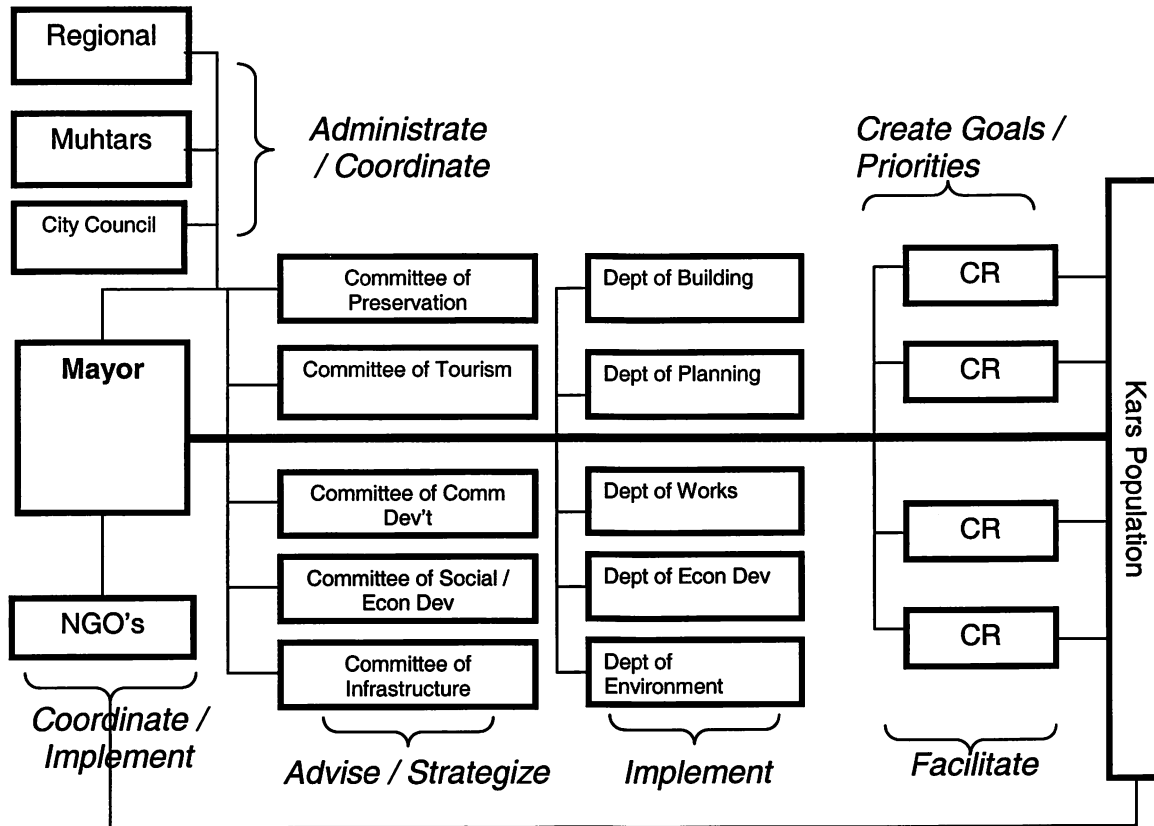 Regional
Muhtars
City Council
Administrate
/ Coordinate
Create Goals /
Priorities
Mayor
NGO's
Coordinate /
Implement
Committee of
Preservation
Committee of Tourism
Committee of Comm
Dev't
Committee of Social /
Econ Dev
Committee of
Infrastructure
Advise / Strategize
Dept of Building
Dept of Planning
Dept of Works
Dept of Econ Dev
Dept of
Environment
Implement
CR
CR
CR
CR
Facilitate
Kars Population